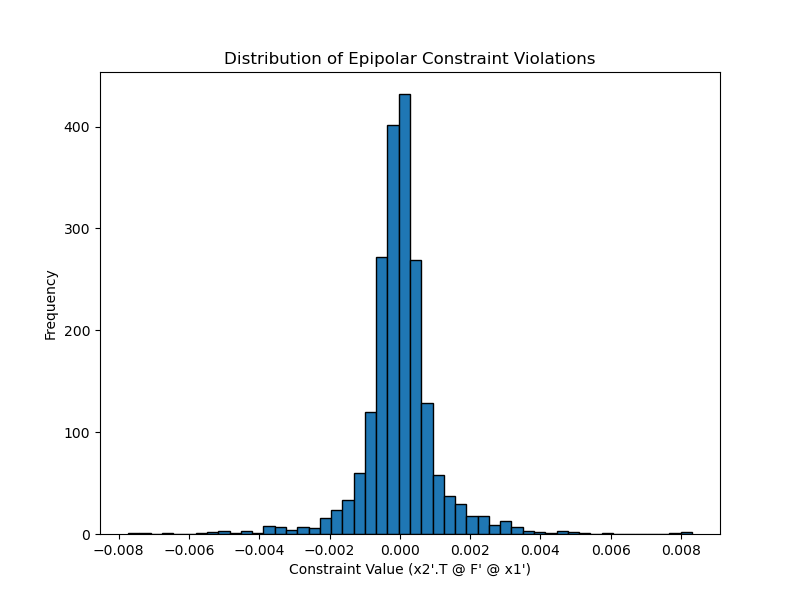 Distribution of Epipolar Constraint Violations
Frequency
400
300
200
100
0
−0.008 −0.006 −0.004 −0.002 0.000 0.002 0.004 0.006 0.008
Constraint Value (x2'.T @ F' @ x1')